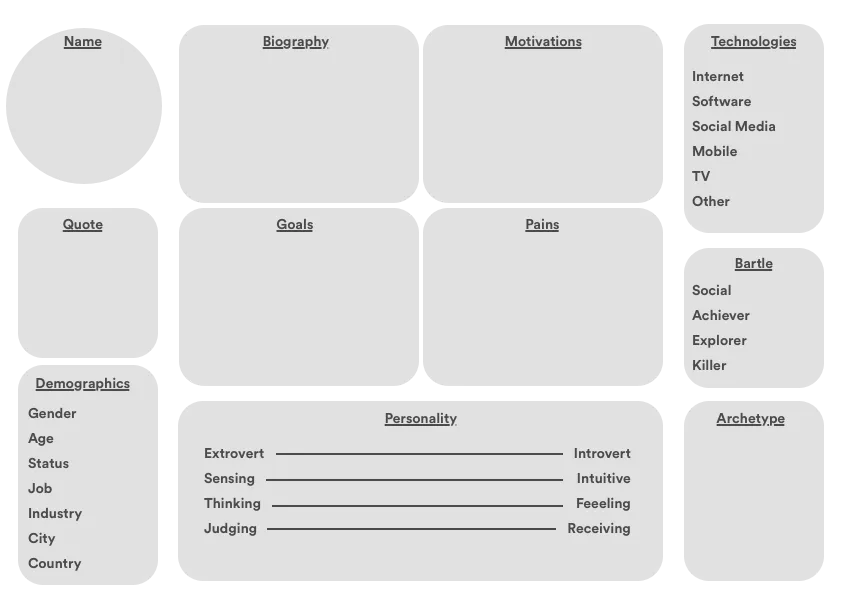 Name
Quote
Demographics
Gender
Age
Status
Job
Industry
City
Country
Biography
Motivations
Goals
Pains
Personality
Extrovert Introvert
Sensing Intuitive
Thinking Feeeling
Judging Receiving
Technologies
Internet
Software
Social Media
Mobile
TV
Other
Bartle
Social
Achiever
Explorer
Killer
Archetype